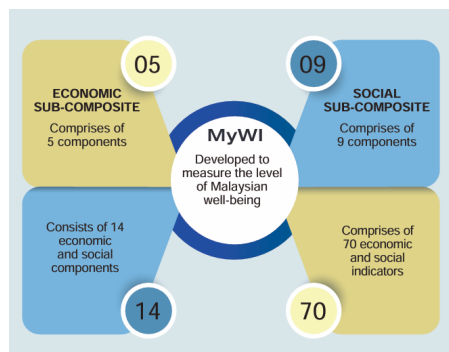 05
ECONOMIC
SUB-COMPOSITE
Comprises of
5 components
09
SOCIAL
SUB-COMPOSITE
Comprises of
9 components
MyWI
Developed to
measure the level
of Malaysian
well-being
Consists of 14
economic
and social
components
14
Comprises of
70 economic
and social
indicators
70